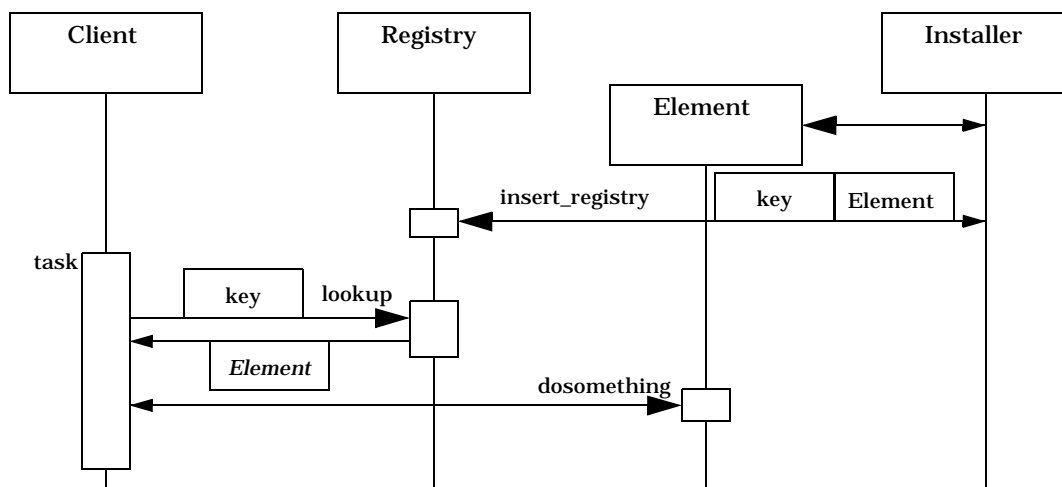 Client
Registry
Installer
Element
insert_registry
key
Element
task
key
lookup
Element
dosomething